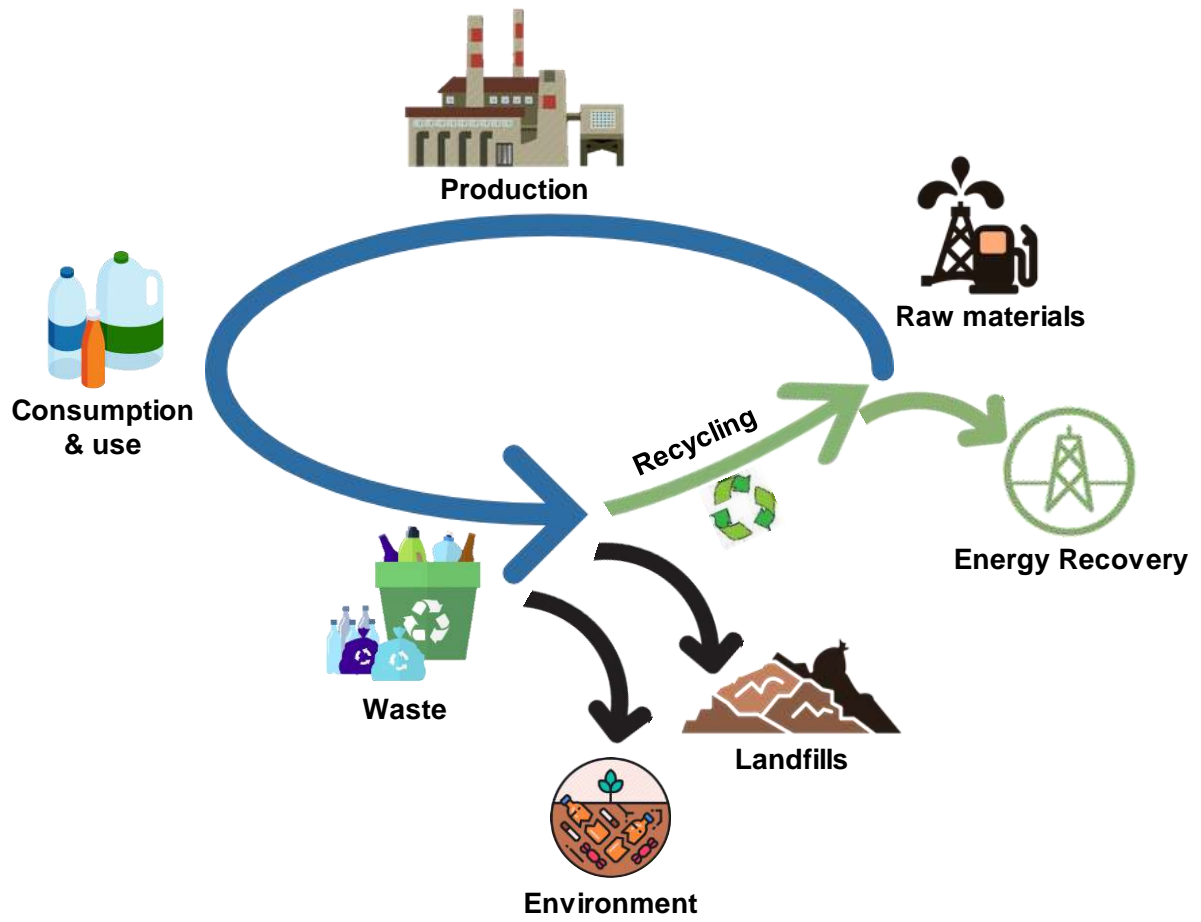 Production
Raw materials
Consumption
& use
Recycling
Energy Recovery
Waste
Landfills
Environment